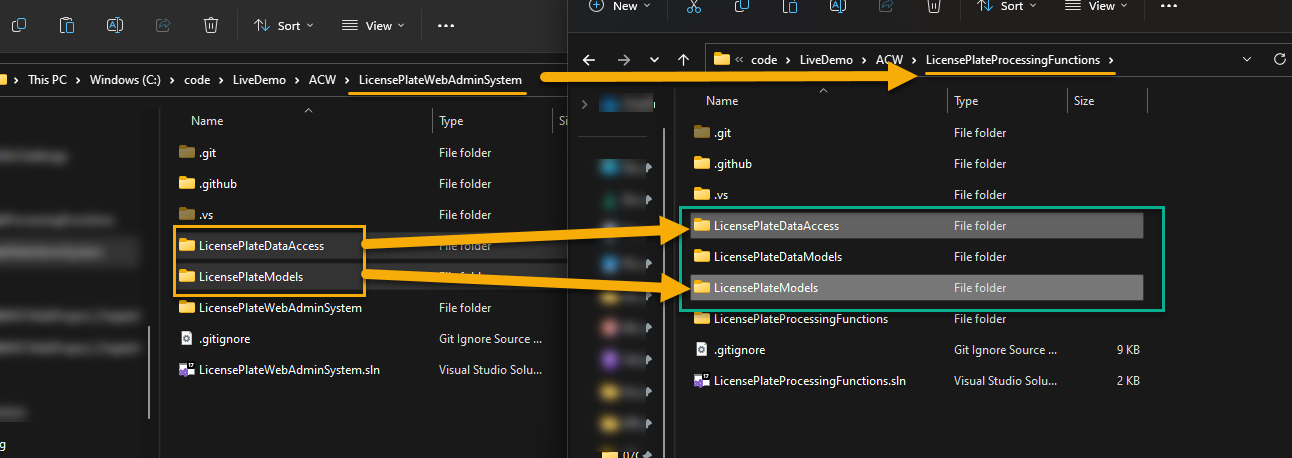 Sort
View
This PC > Windows (C:) > code > LiveDemo > ACW > LicensePlateWebAdminSystem
Name
Type
Si
.git
File folder
.github
File folder
.vs
File folder
LicensePlateDataAccess
File folder
LicensePlateModels
File folder
LicensePlateWebAdminSystem
File folder
.gitignore
Git Ignore Source ...
LicensePlateWebAdminSystem.sln
Visual Studio Solu...
New
Sort
View
« code > LiveDemo > ACW > LicensePlateProcessingFunctions >
Name
Type
Size
.git
File folder
.github
File folder
.vs
File folder
LicensePlateDataAccess
File folder
LicensePlateDataModels
File folder
LicensePlateModels
File folder
LicensePlateProcessingFunctions
File folder
.gitignore
Git Ignore Source ...
9 KB
LicensePlateProcessingFunctions.sln
Visual Studio Solu...
2 KB